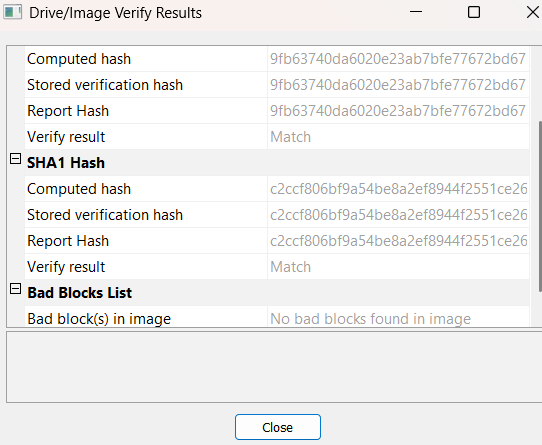 Drive/Image Verify Results
Computed hash 9fb63740da6020e23ab7bfe77672bd67
Stored verification hash 9fb63740da6020e23ab7bfe77672bd67
Report Hash 9fb63740da6020e23ab7bfe77672bd67
Verify result Match
SHA1 Hash
Computed hash c2ccf806bf9a54be8a2ef8944f2551ce26
Stored verification hash c2ccf806bf9a54be8a2ef8944f2551ce26
Report Hash c2ccf806bf9a54be8a2ef8944f2551ce26
Verify result Match
Bad Blocks List
Bad block(s) in image No bad blocks found in image
Close